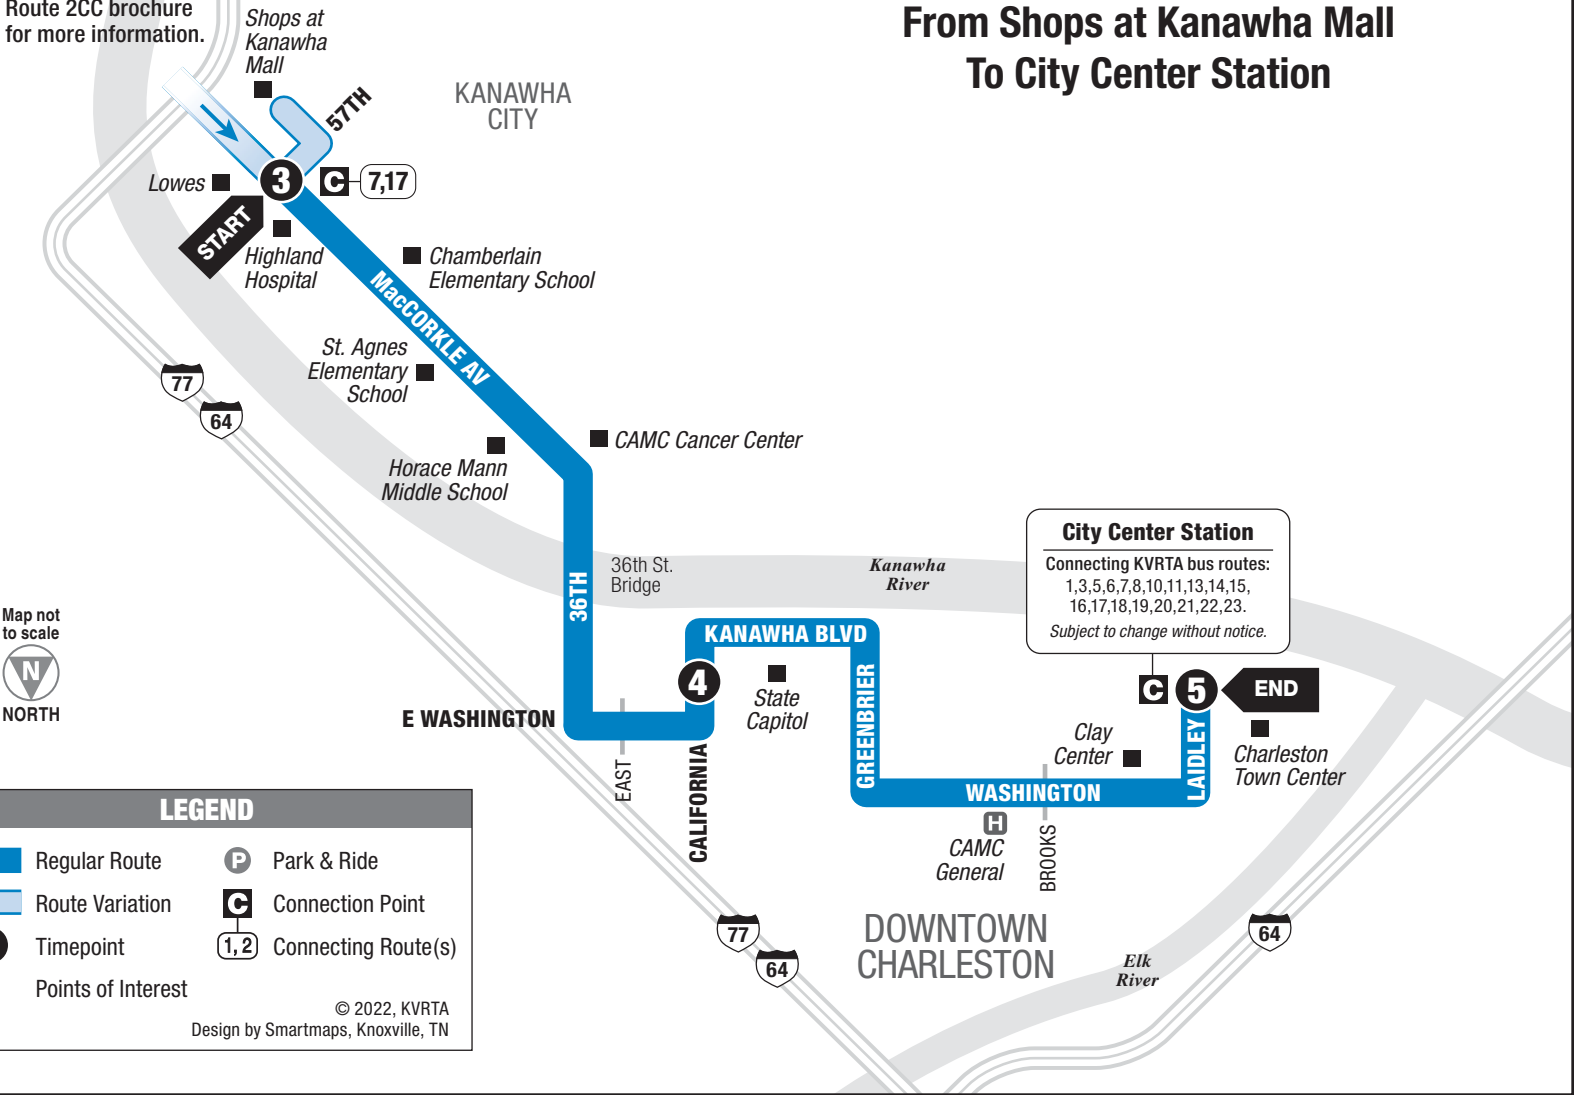 Route 2CC brochure
for more information.
From Shops at Kanawha Mall
To City Center Station
Shops at
Kanawha
Mall
57TH
KANAWHA
CITY
Lowes
3
C
7,17
START
Highland
Hospital
Chamberlain
Elementary School
MacCORKLE AV
St. Agnes
Elementary
School
77
64
CAMC Cancer Center
Horace Mann
Middle School
36th St.
Bridge
36TH
Kanawha
River
City Center Station
Connecting KVRTA bus routes:
1,3,5,6,7,8,10,11,13,14,15,
16,17,18,19,20,21,22,23.
Subject to change without notice.
Map not
to scale
N
NORTH
KANAWHA BLVD
4
State
Capitol
GREENBRIER
C
5
END
E WASHINGTON
EAST
CALIFORNIA
Clay
Center
LAIDLEY
Charleston
Town Center
WASHINGTON
H
CAMC
General
BROOKS
DOWNTOWN
CHARLESTON
77
64
64
Elk
River
LEGEND
Regular Route
P
Park & Ride
Route Variation
C
Connection Point
Timepoint
1, 2
Connecting Route(s)
Points of Interest
© 2022, KVRTA
Design by Smartmaps, Knoxville, TN